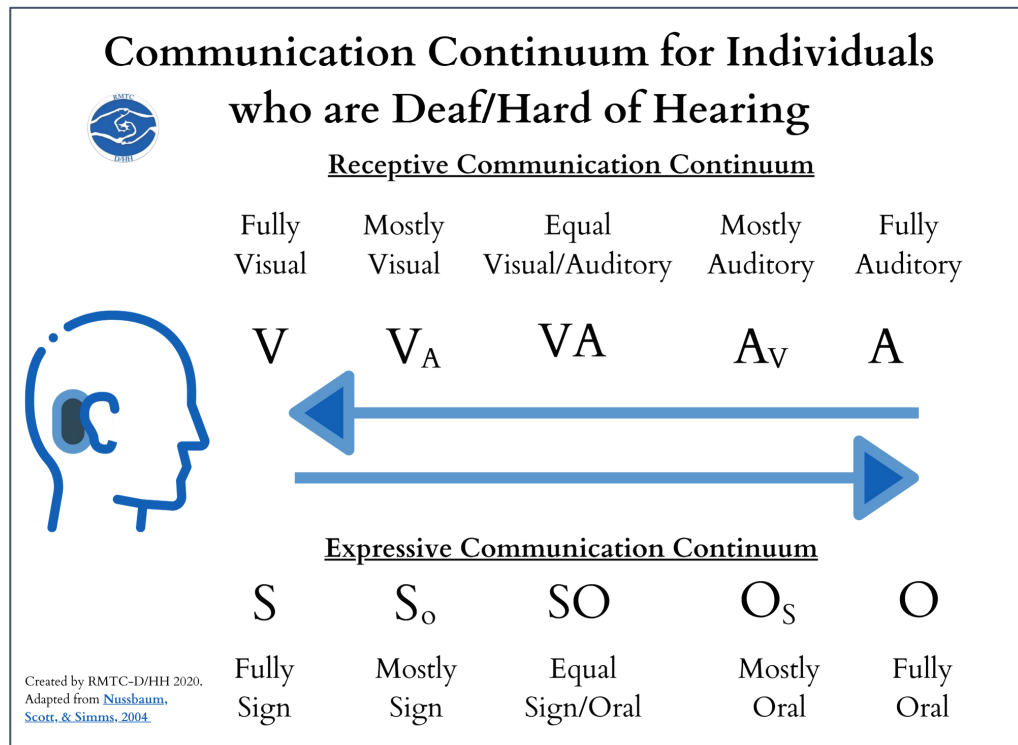 Communication Continuum for Individuals
who are Deaf/Hard of Hearing
RMTC
D/HH
Receptive Communication Continuum
Fully Mostly Equal Mostly Fully
Visual Visual Visual/Auditory Auditory Auditory
V VA VA AV A
Expressive Communication Continuum
S So SO OS O
Fully Mostly Equal Mostly Fully
Sign Sign Sign/Oral Oral Oral
Created by RMTC-D/HH 2020.
Adapted from Nussbaum,
Scott, & Simms, 2004